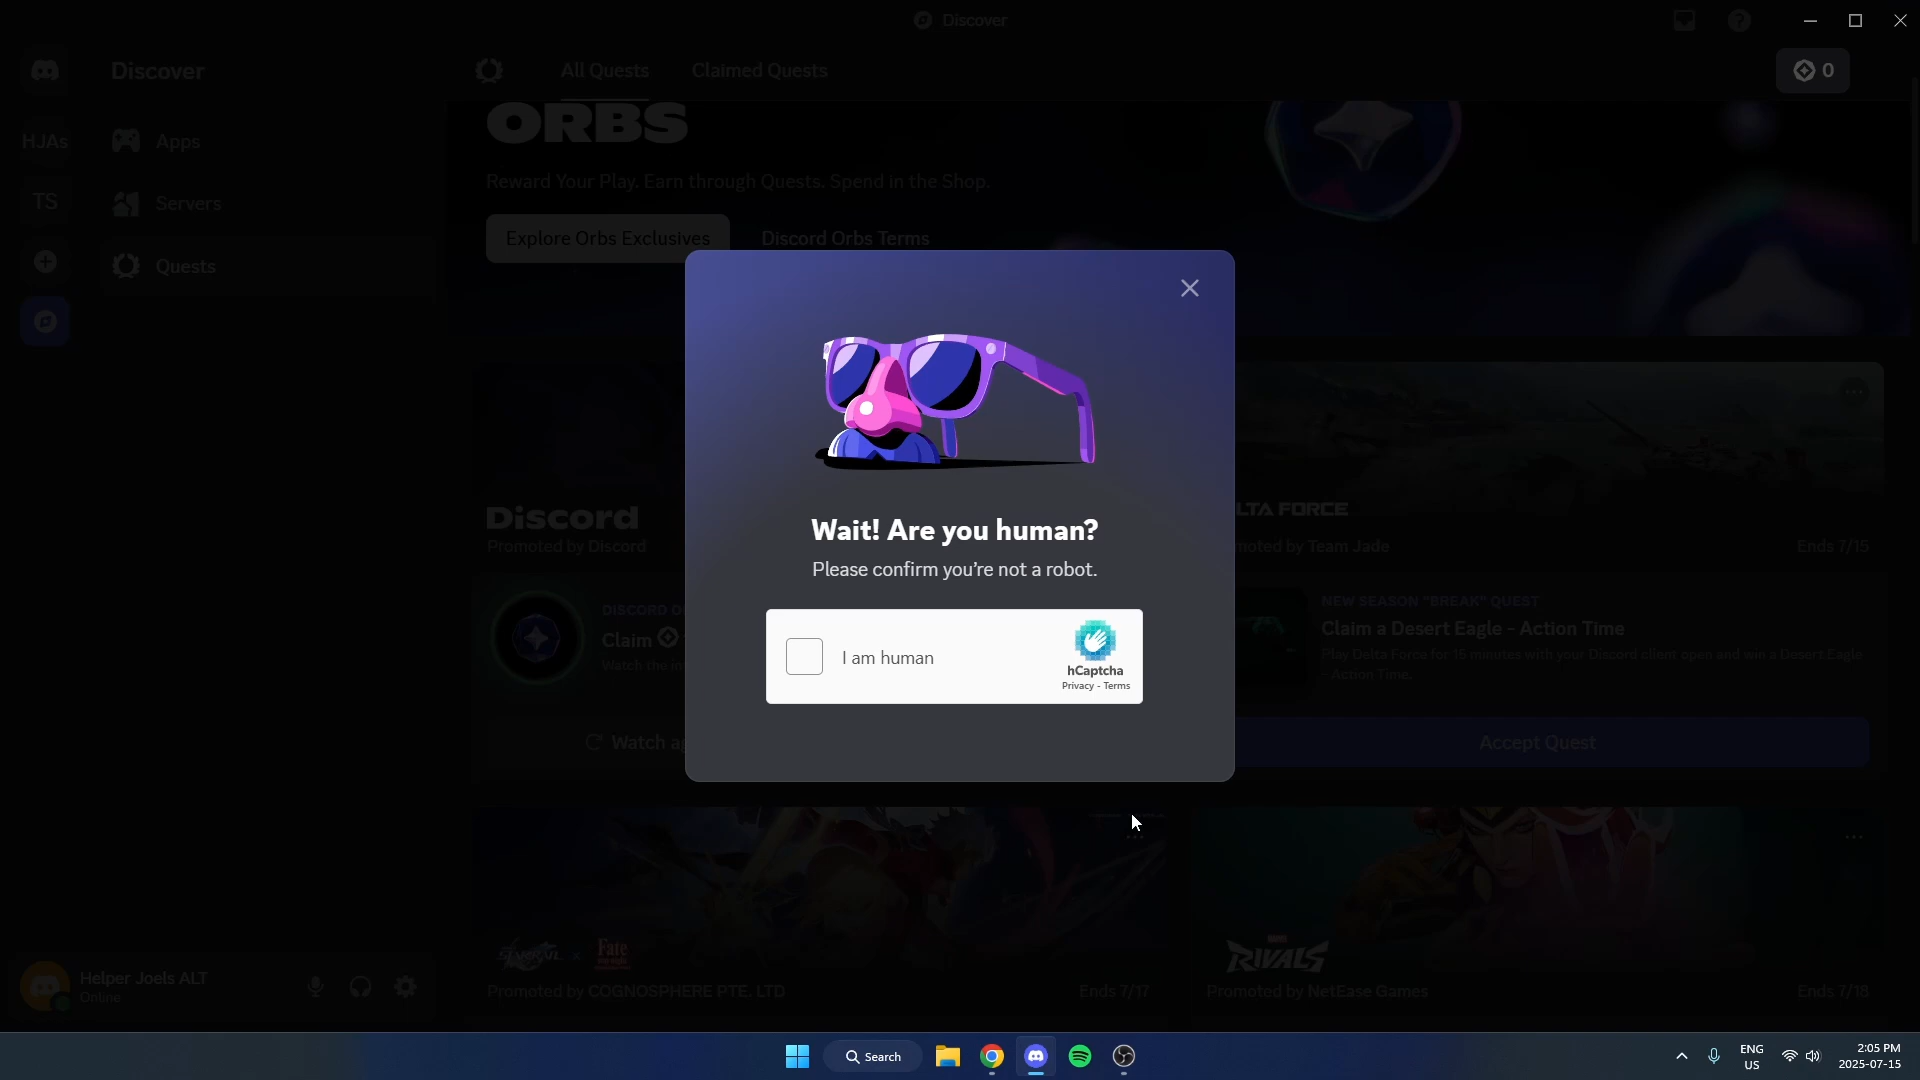 Discover
Discover
All Quests
Claimed Quests
0
ORBS
HJAs
Apps
Reward Your Play. Earn through Quests. Spend in the Shop.
TS
Servers
Explore Orbs Exclusives
Discord Orbs Terms
Quests
Wait! Are you human?
Please confirm you're not a robot.
I am human
hCaptcha
Privacy - Terms
Discord
Promoted by Discord
LTA FORCE
moted by Team Jade
Ends 7/15
DISCORD O
Claim
Watch the in
NEW SEASON "BREAK" QUEST
Claim a Desert Eagle - Action Time
Play Delta Force for 15 minutes with your Discord client open and win a Desert Eagle
- Action Time.
Watch ag
Accept Quest
Fate
Promoted by COGNOSPHERE PTE. LTD
Ends 7/17
RIVALS
Promoted by NetEase Games
Ends 7/18
Helper Joels ALT
Online
Search
ENG
US
2:05 PM
2025-07-15